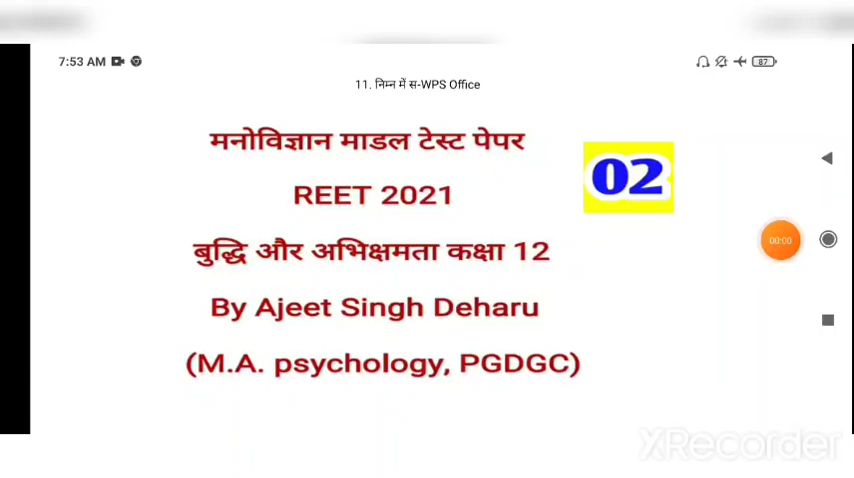 7:53 AM
87
11. निम्न में स-WPS Office
मनोविज्ञान माडल टेस्ट पेपर
02
REET 2021
00:00
बुद्धि और अभिक्षमता कक्षा 12
By Ajeet Singh Deharu
(M.A. psychology, PGDGC)
XRecorder